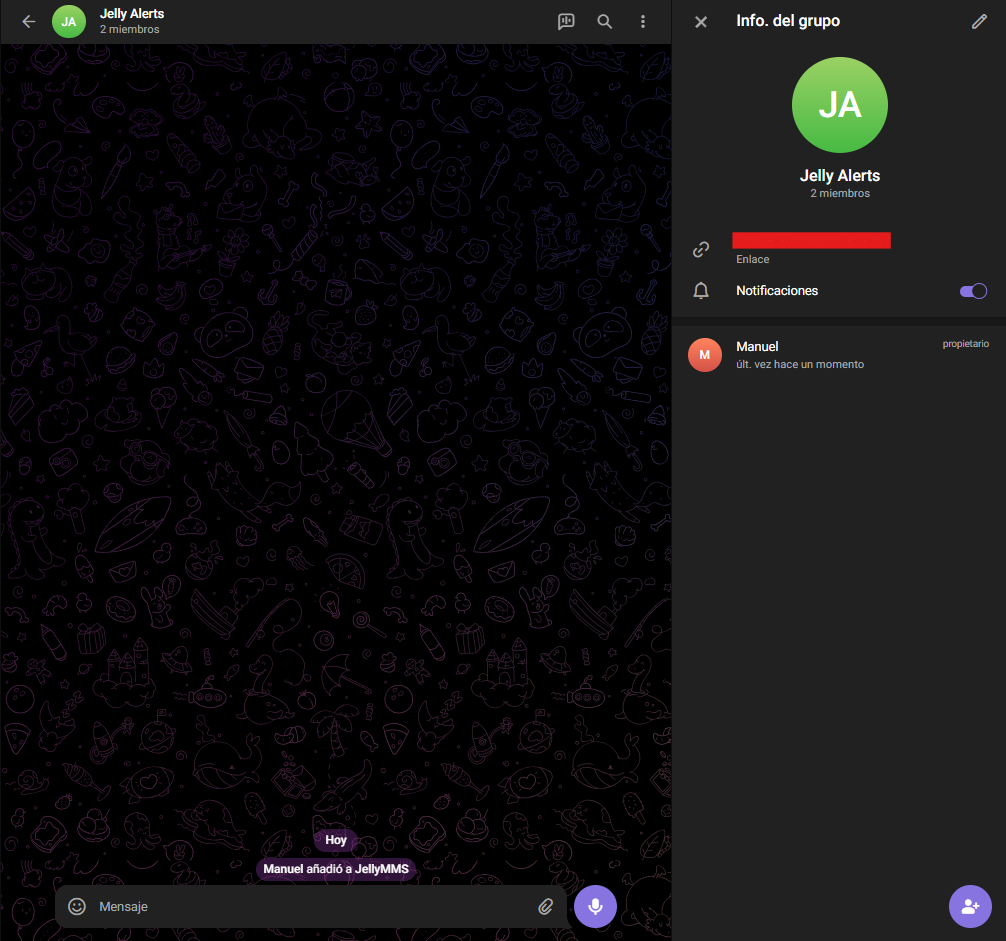 JA
Jelly Alerts
2 miembros
Hoy
Manuel añadió a JellyMMS
Mensaje
Info. del grupo
JA
Jelly Alerts
2 miembros
Enlace
Notificaciones
M
Manuel
propietario
últ. vez hace un momento